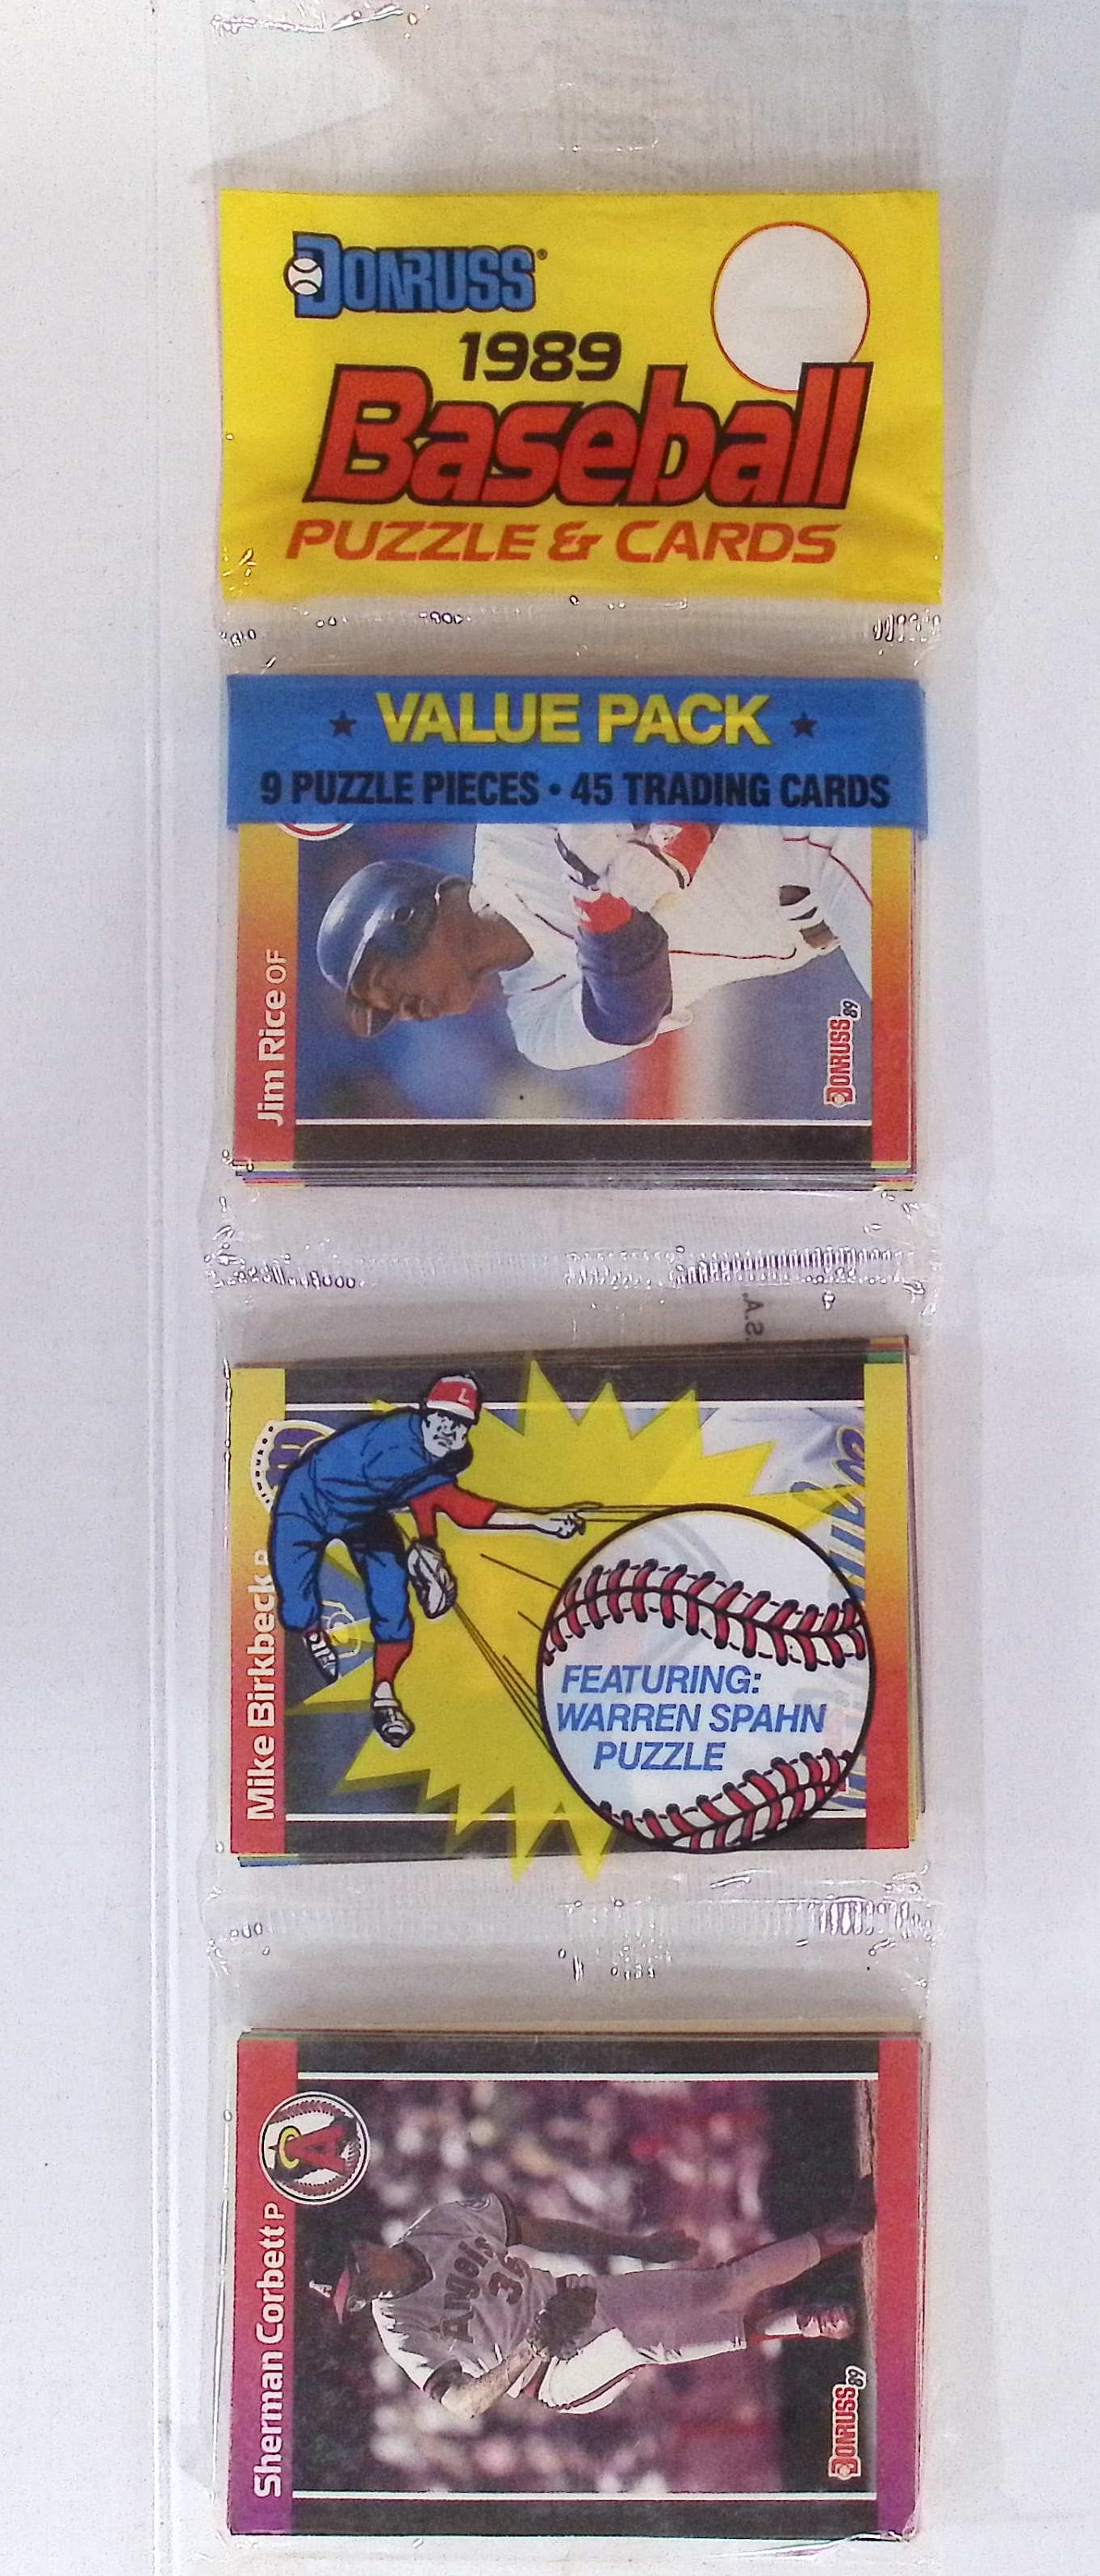 DONRUSS®
1989
Baseball
PUZZLE & CARDS
★ VALUE PACK ★
9 PUZZLE PIECES • 45 TRADING CARDS
Jim Rice OF
DONRUSS 89
.S.A.
L
Mike Birkbeck P
FEATURING:
WARREN SPAHN
PUZZLE
Sherman Corbett P
A
A
Angels
36
DONRUSS 89